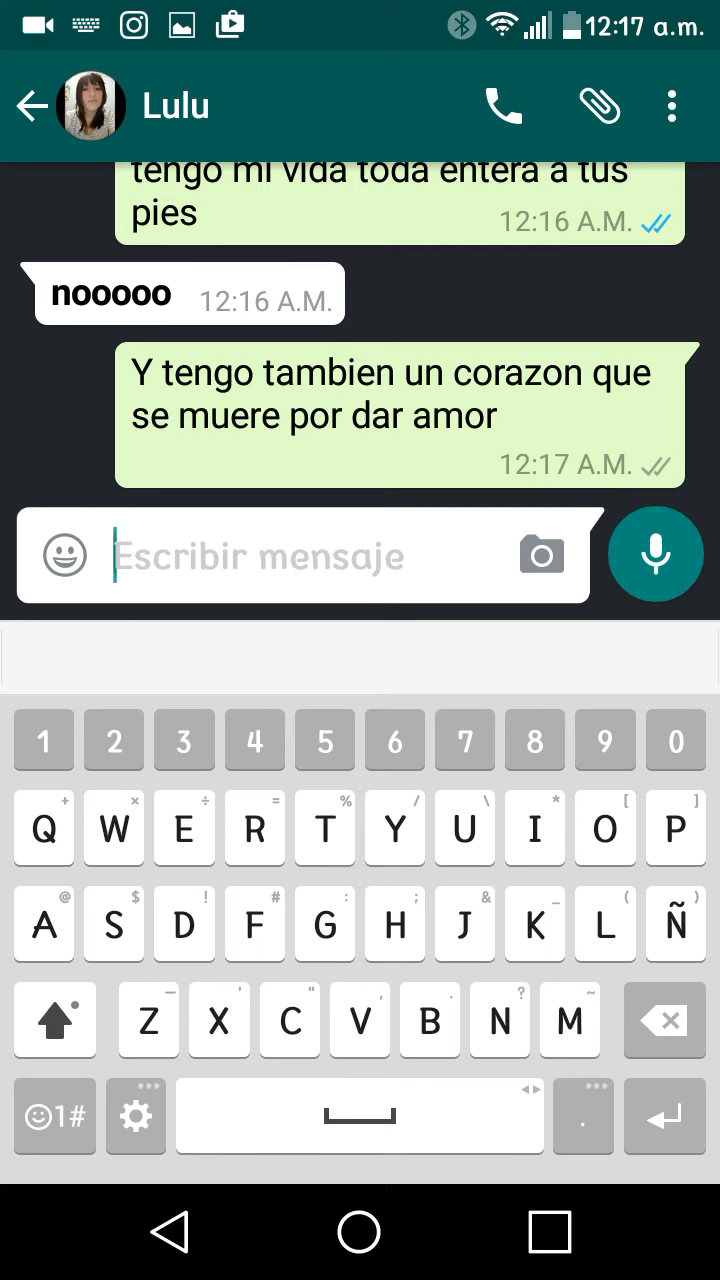 12:17 a.m.
Lulu
tengo mi vida toda entera a tus
pies
12:16 A.M.
nooooo 12:16 A.M.
Y tengo tambien un corazon que
se muere por dar amor
12:17 A.M.
Escribir mensaje
1 2 3 4 5 6 7 8 9 0
+ × ÷ = % / \ * [ ]
Q W E R T Y U I O P
@ $ ! # : ; & _ ( )
A S D F G H J K L Ñ
– ' " , . ? ~
Z X C V B N M
1# .